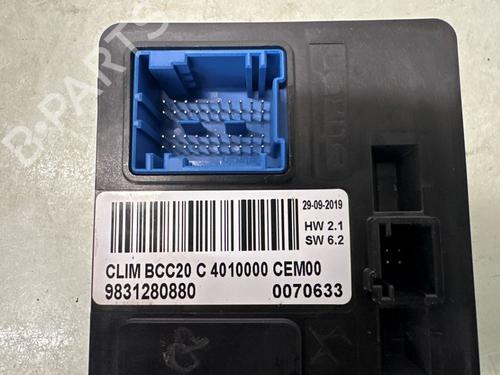 B-PARTS
29-09-2019
HW 2.1
SW 6.2
CLIM BCC20 C 4010000 CEM00
9831280880 0070633